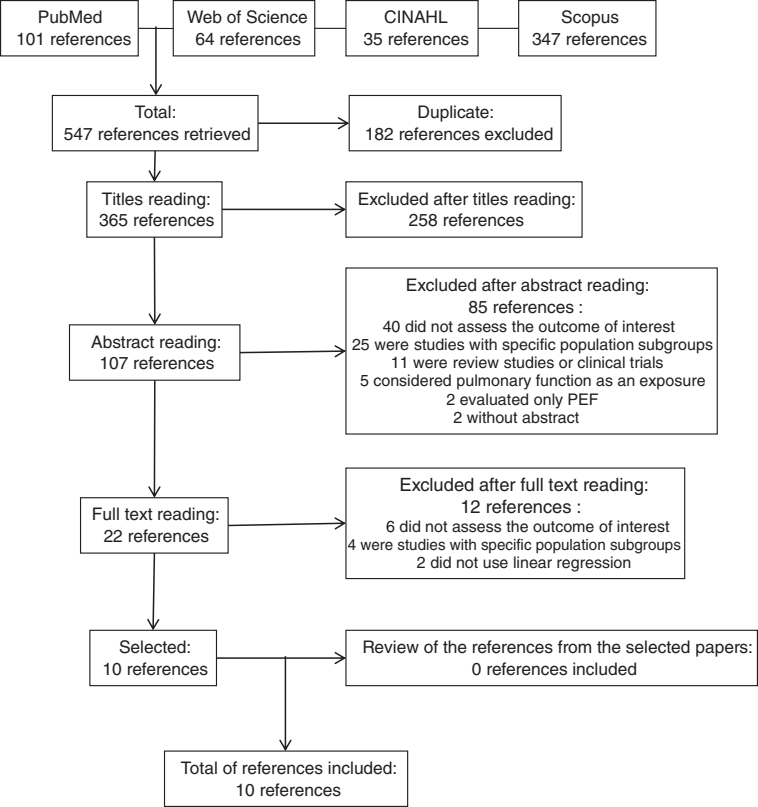 PubMed
101 references
Web of Science
64 references
CINAHL
35 references
Scopus
347 references
Total:
547 references retrieved
Duplicate:
182 references excluded
Titles reading:
365 references
Excluded after titles reading:
258 references
Abstract reading:
107 references
Excluded after abstract reading:
85 references :
40 did not assess the outcome of interest
25 were studies with specific population subgroups
11 were review studies or clinical trials
5 considered pulmonary function as an exposure
2 evaluated only PEF
2 without abstract
Full text reading:
22 references
Excluded after full text reading:
12 references :
6 did not assess the outcome of interest
4 were studies with specific population subgroups
2 did not use linear regression
Selected:
10 references
Review of the references from the selected papers:
0 references included
Total of references included:
10 references